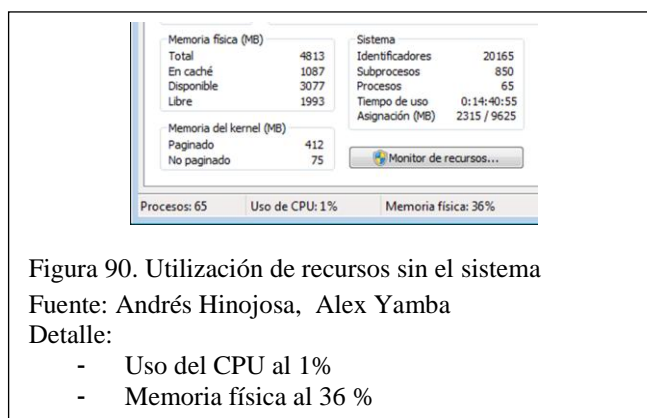 Memoria física (MB)
Total 4813
En caché 1087
Disponible 3077
Libre 1993
Memoria del kernel (MB)
Paginado 412
No paginado 75
Sistema
Identificadores 20165
Subprocesos 850
Procesos 65
Tiempo de uso 0:14:40:55
Asignación (MB) 2315 / 9625
Monitor de recursos...
Procesos: 65 Uso de CPU: 1% Memoria física: 36%
Figura 90. Utilización de recursos sin el sistema
Fuente: Andrés Hinojosa, Alex Yamba
Detalle:
- Uso del CPU al 1%
- Memoria física al 36 %